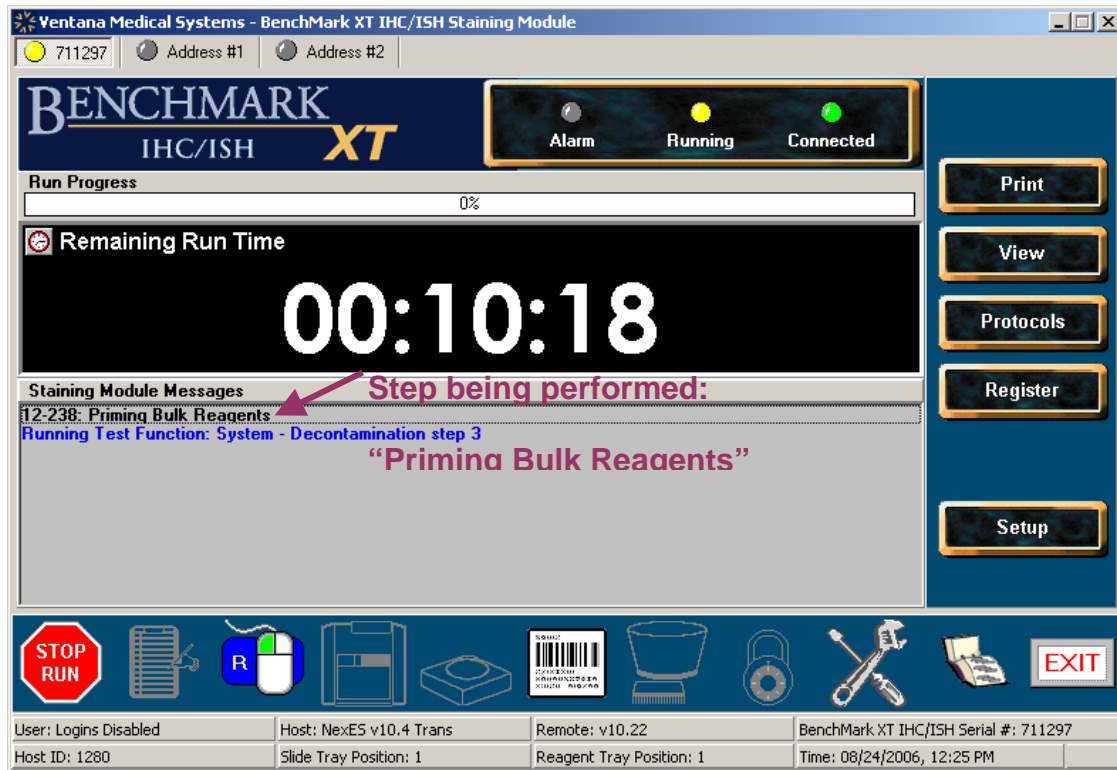 Ventana Medical Systems - BenchMark XT IHC/ISH Staining Module
711297 Address #1 Address #2
BENCHMARK
IHC/ISH XT
Alarm Running Connected
Run Progress
0%
Remaining Run Time
00:10:18
Staining Module Messages
Step being performed:
12-238: Priming Bulk Reagents
Running Test Function: System - Decontamination step 3
“Priming Bulk Reagents”
Print
View
Protocols
Register
Setup
STOP
RUN
R
EXIT
User: Logins Disabled Host: NexES v10.4 Trans Remote: v10.22 BenchMark XT IHC/ISH Serial #: 711297
Host ID: 1280 Slide Tray Position: 1 Reagent Tray Position: 1 Time: 08/24/2006, 12:25 PM